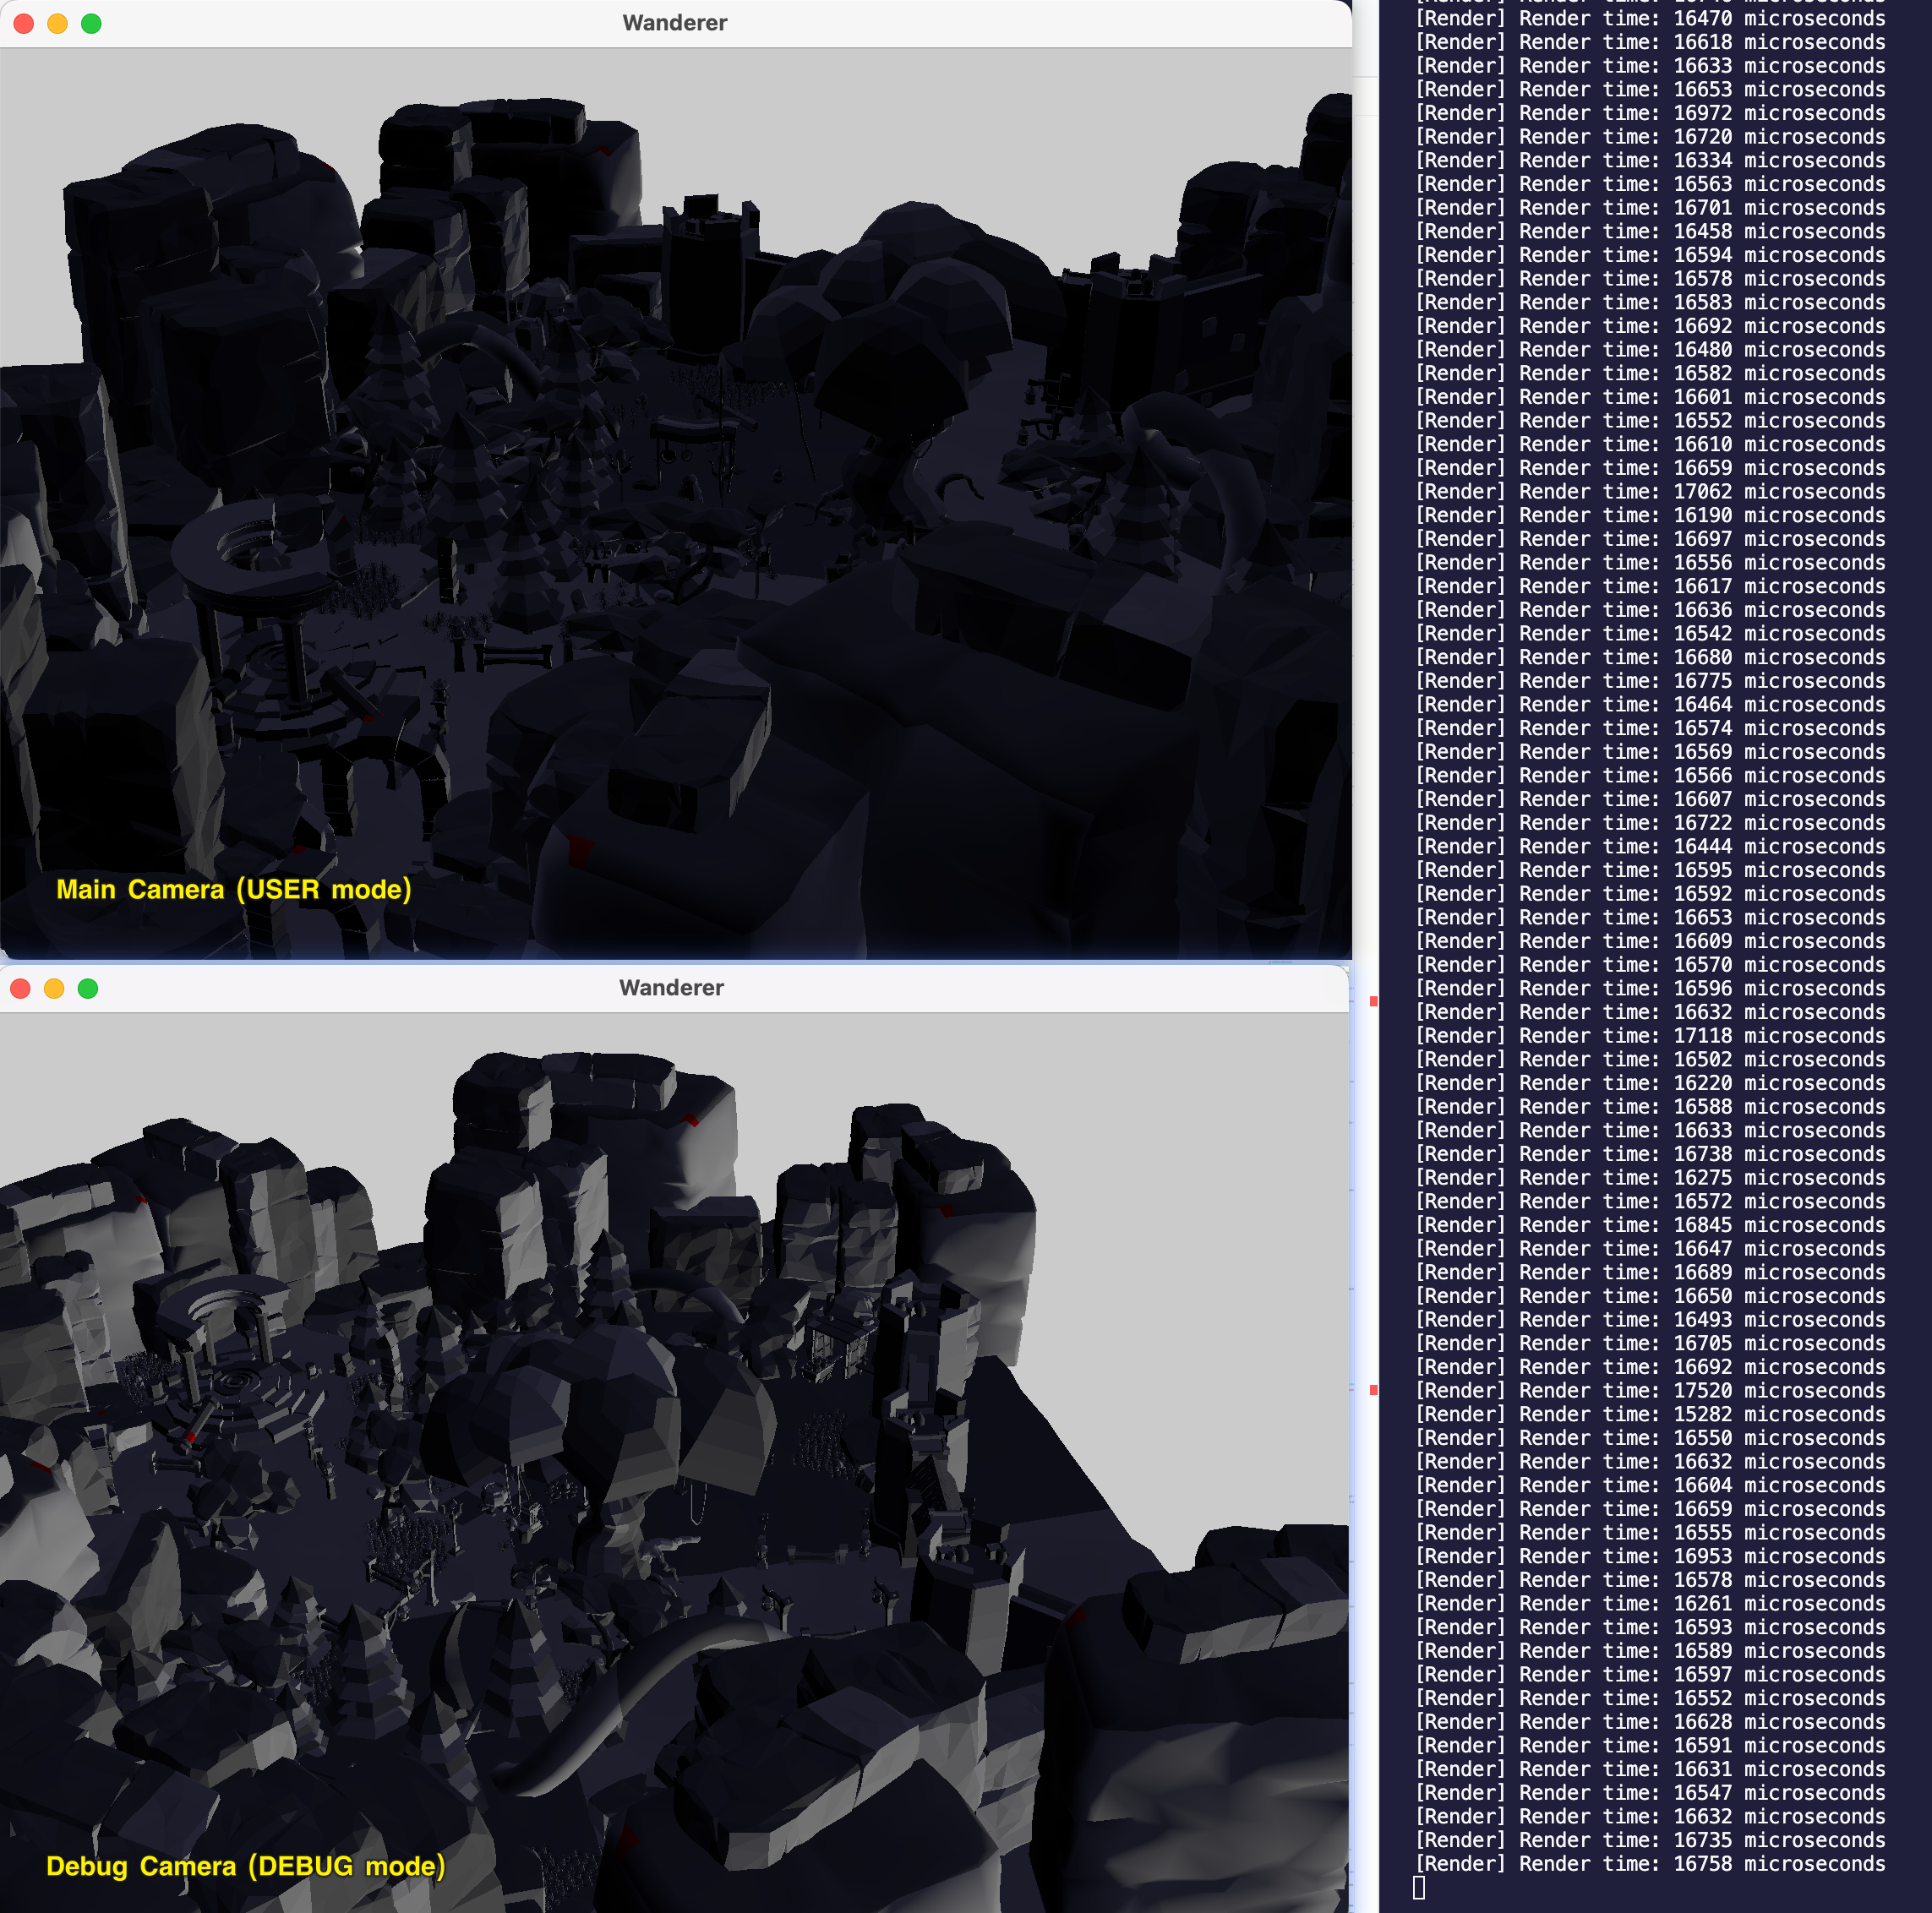 Wanderer
Main Camera (USER mode)
Wanderer
Debug Camera (DEBUG mode)
[Render] Render time: 16470 microseconds
[Render] Render time: 16618 microseconds
[Render] Render time: 16633 microseconds
[Render] Render time: 16653 microseconds
[Render] Render time: 16972 microseconds
[Render] Render time: 16720 microseconds
[Render] Render time: 16334 microseconds
[Render] Render time: 16563 microseconds
[Render] Render time: 16701 microseconds
[Render] Render time: 16458 microseconds
[Render] Render time: 16594 microseconds
[Render] Render time: 16578 microseconds
[Render] Render time: 16583 microseconds
[Render] Render time: 16692 microseconds
[Render] Render time: 16480 microseconds
[Render] Render time: 16582 microseconds
[Render] Render time: 16601 microseconds
[Render] Render time: 16552 microseconds
[Render] Render time: 16610 microseconds
[Render] Render time: 16659 microseconds
[Render] Render time: 17062 microseconds
[Render] Render time: 16190 microseconds
[Render] Render time: 16697 microseconds
[Render] Render time: 16556 microseconds
[Render] Render time: 16617 microseconds
[Render] Render time: 16636 microseconds
[Render] Render time: 16542 microseconds
[Render] Render time: 16680 microseconds
[Render] Render time: 16775 microseconds
[Render] Render time: 16464 microseconds
[Render] Render time: 16574 microseconds
[Render] Render time: 16569 microseconds
[Render] Render time: 16566 microseconds
[Render] Render time: 16607 microseconds
[Render] Render time: 16722 microseconds
[Render] Render time: 16444 microseconds
[Render] Render time: 16595 microseconds
[Render] Render time: 16592 microseconds
[Render] Render time: 16653 microseconds
[Render] Render time: 16609 microseconds
[Render] Render time: 16570 microseconds
[Render] Render time: 16596 microseconds
[Render] Render time: 16632 microseconds
[Render] Render time: 17118 microseconds
[Render] Render time: 16502 microseconds
[Render] Render time: 16220 microseconds
[Render] Render time: 16588 microseconds
[Render] Render time: 16633 microseconds
[Render] Render time: 16738 microseconds
[Render] Render time: 16275 microseconds
[Render] Render time: 16572 microseconds
[Render] Render time: 16845 microseconds
[Render] Render time: 16647 microseconds
[Render] Render time: 16689 microseconds
[Render] Render time: 16650 microseconds
[Render] Render time: 16493 microseconds
[Render] Render time: 16705 microseconds
[Render] Render time: 16692 microseconds
[Render] Render time: 17520 microseconds
[Render] Render time: 15282 microseconds
[Render] Render time: 16550 microseconds
[Render] Render time: 16632 microseconds
[Render] Render time: 16604 microseconds
[Render] Render time: 16659 microseconds
[Render] Render time: 16555 microseconds
[Render] Render time: 16953 microseconds
[Render] Render time: 16578 microseconds
[Render] Render time: 16261 microseconds
[Render] Render time: 16593 microseconds
[Render] Render time: 16589 microseconds
[Render] Render time: 16597 microseconds
[Render] Render time: 16552 microseconds
[Render] Render time: 16628 microseconds
[Render] Render time: 16591 microseconds
[Render] Render time: 16631 microseconds
[Render] Render time: 16547 microseconds
[Render] Render time: 16632 microseconds
[Render] Render time: 16735 microseconds
[Render] Render time: 16758 microseconds